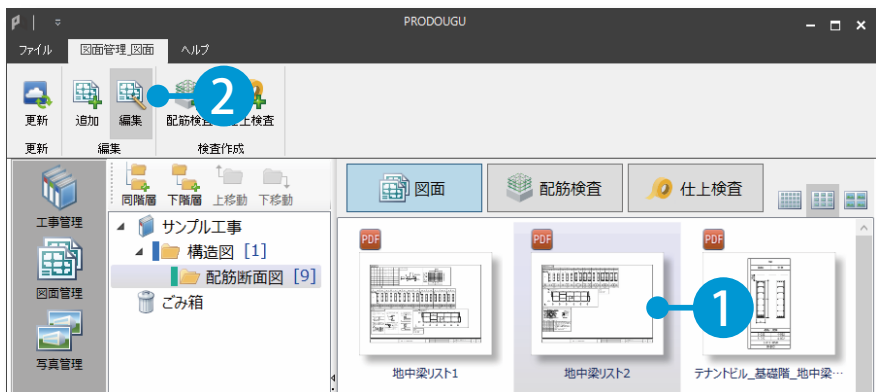 PRODOUGU
ファイル 図面管理_図面 ヘルプ
更新 追加 編集 配筋検査 仕上検査
2
更新 編集 検査作成
同階層 下階層 上移動 下移動
工事管理
図面管理
写真管理
サンプル工事
構造図 [1]
配筋断面図 [9]
ごみ箱
図面 配筋検査 仕上検査
PDF PDF PDF
1
地中梁リスト1 地中梁リスト2 テナントビル_基礎階_地中梁…